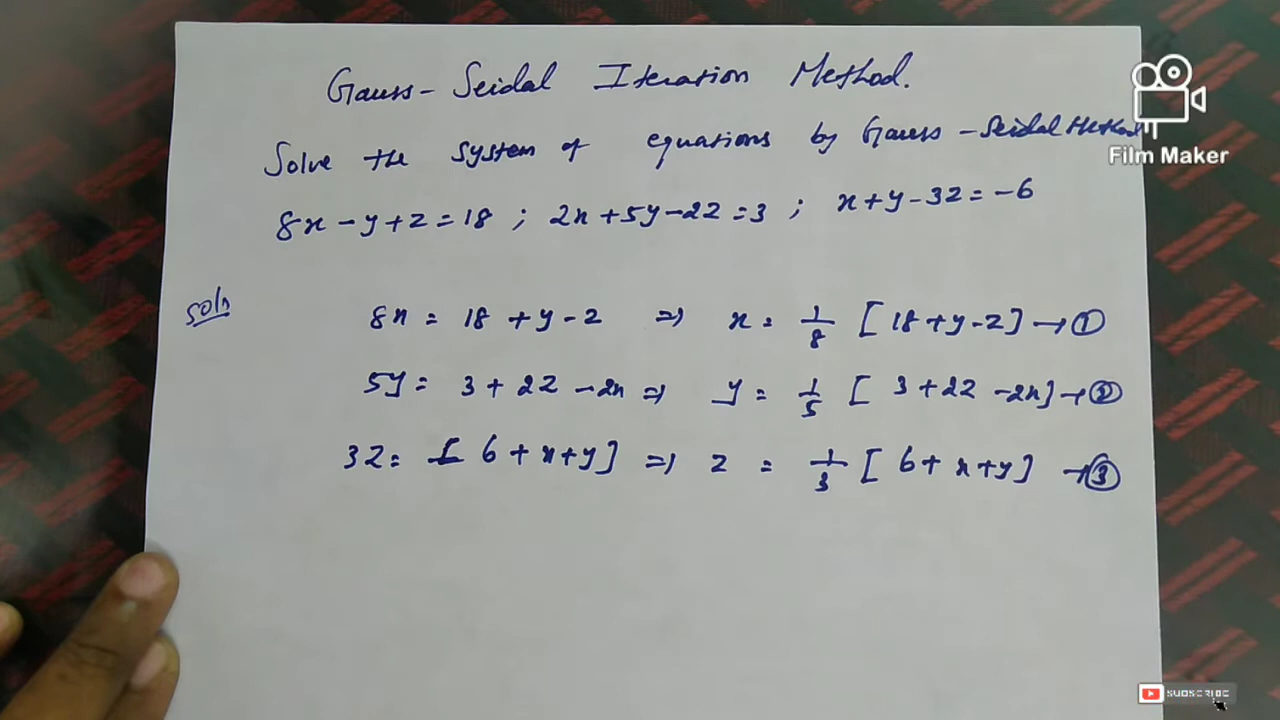 Gauss - Seidal Iteration Method.
Solve the system of equations by Gauss - Seidal Method
Film Maker
8x - y + z = 18 ; 2x + 5y - 2z = 3 ; x + y - 3z = -6
soln
8x = 18 + y - z ⇒ x = 1/8 [18 + y - z] → ①
5y = 3 + 2z - 2x ⇒ y = 1/5 [3 + 2z - 2x] → ②
3z = [6 + x + y] ⇒ z = 1/3 [6 + x + y] → ③
SUBSCRIBE